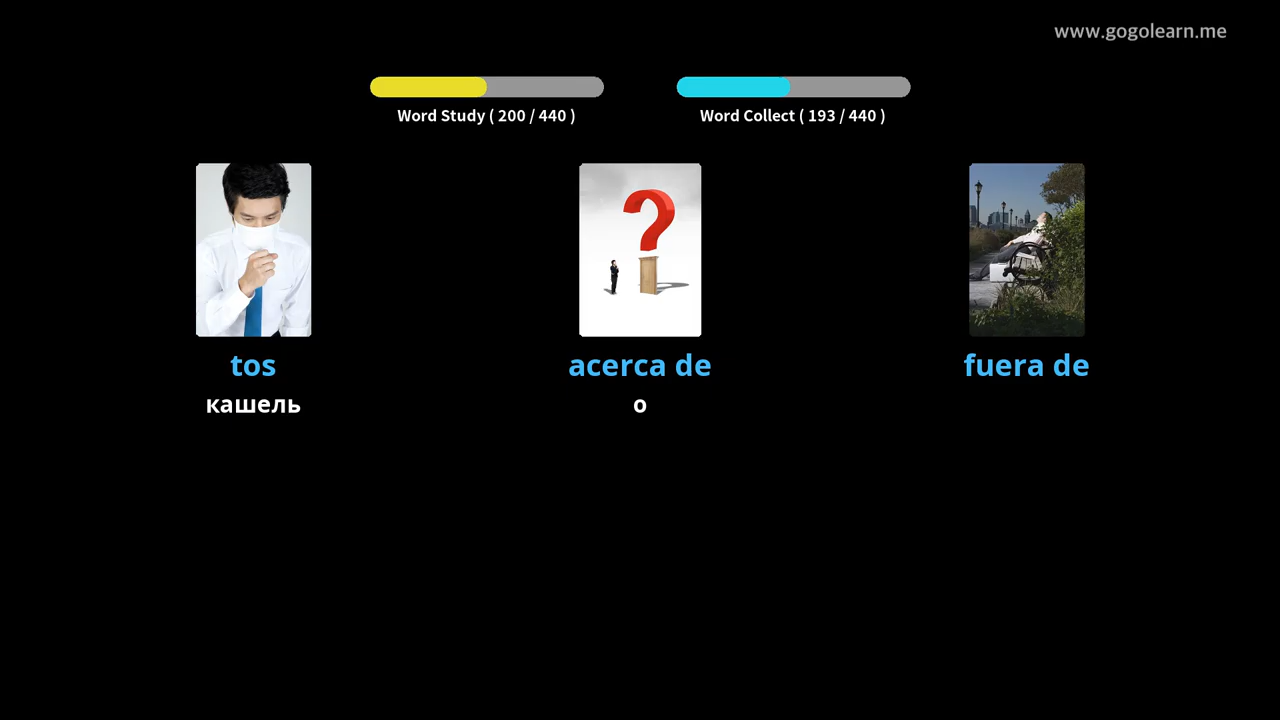 www.gogolearn.me
Word Study ( 200 / 440 )
Word Collect ( 193 / 440 )
tos
acerca de
fuera de
кашель
о